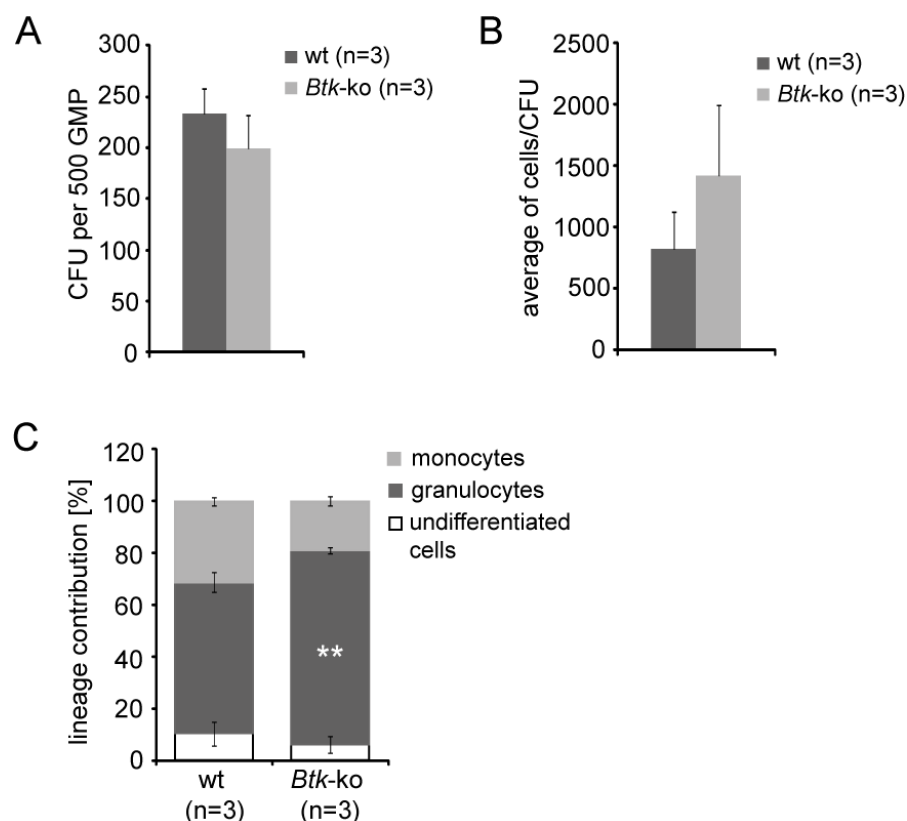 A
300
250
200
150
100
50
0
CFU per 500 GMP
wt (n=3)
Btk-ko (n=3)
B
2500
2000
1500
1000
500
0
average of cells/CFU
wt (n=3)
Btk-ko (n=3)
C
120
100
80
60
40
20
0
lineage contribution [%]
monocytes
granulocytes
undifferentiated
cells
**
wt
(n=3)
Btk-ko
(n=3)